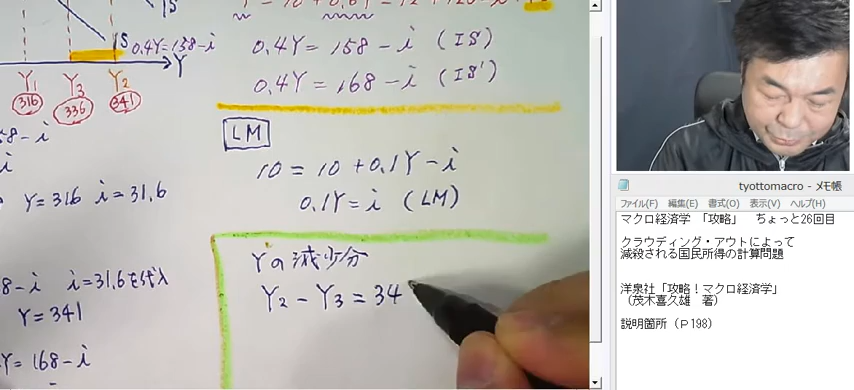 0.4Y=158-i
Y
Y₁ Y₃ Y₂
316 336 341
IS
0.4Y = 158 - i (IS)
0.4Y = 168 - i (IS')
LM
10 = 10 + 0.1Y - i
0.1Y = i (LM)
Yの減少分
Y₂ - Y₃ = 34
Y = 316 i = 31.6
i = 31.6を代入
Y = 341
Y = 168 - i
tyottomacro - メモ帳
ファイル(F) 編集(E) 書式(O) 表示(V) ヘルプ(H)
マクロ経済学 「攻略」 ちょっと26回目
クラウディング・アウトによって
減殺される国民所得の計算問題
洋泉社「攻略!マクロ経済学」
(茂木喜久雄 著)
説明箇所(P198)